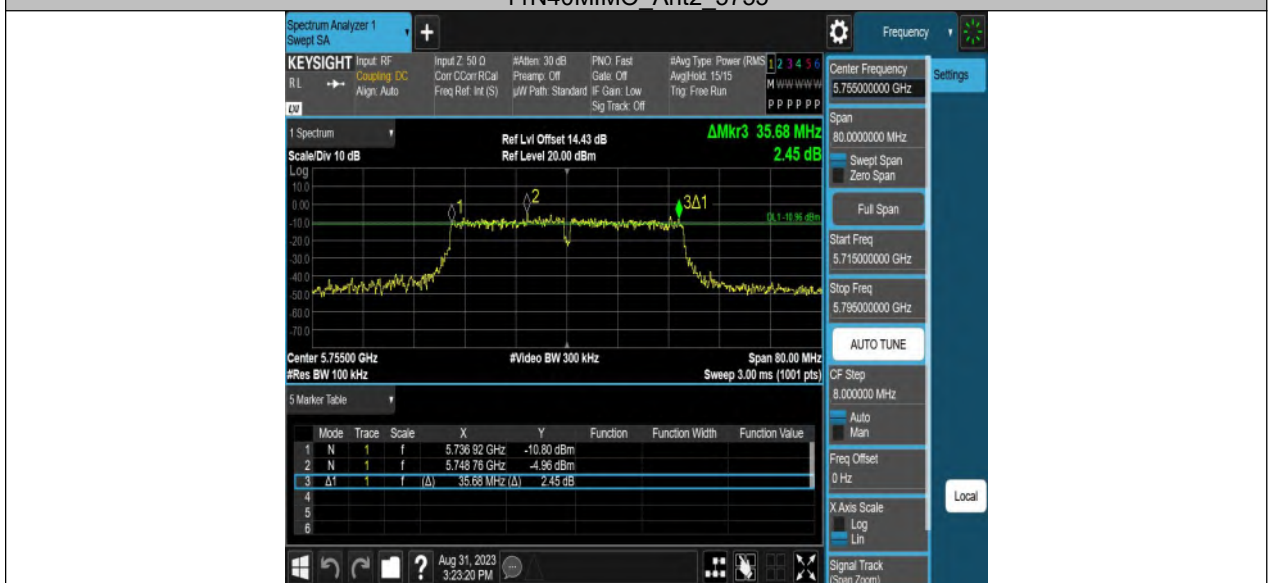 11N40MIMO_Ant2_5755
Spectrum Analyzer 1
Swept SA
+
Frequency
KEYSIGHT
RL
LXI
Input: RF
Coupling: DC
Align: Auto
Input Z: 50 Ω
Corr CCorr RCal
Freq Ref: Int (S)
#Atten: 30 dB
Preamp: Off
µW Path: Standard
PNO: Fast
Gate: Off
IF Gain: Low
Sig Track: Off
#Avg Type: Power (RMS
Avg|Hold: 15/15
Trig: Free Run
1 2 3 4 5 6
M W W W W W
P P P P P P
Center Frequency
5.755000000 GHz
Settings
1 Spectrum
Scale/Div 10 dB
Ref Lvl Offset 14.43 dB
Ref Level 20.00 dBm
ΔMkr3 35.68 MHz
2.45 dB
Span
80.0000000 MHz
Swept Span
Zero Span
Full Span
Log
10.0
0.00
-10.0
-20.0
-30.0
-40.0
-50.0
-60.0
-70.0
1
2
3Δ1
DL1 -10.96 dBm
Start Freq
5.715000000 GHz
Stop Freq
5.795000000 GHz
AUTO TUNE
Center 5.75500 GHz
#Res BW 100 kHz
#Video BW 300 kHz
Span 80.00 MHz
Sweep 3.00 ms (1001 pts)
CF Step
8.000000 MHz
Auto
Man
5 Marker Table
Mode Trace Scale X Y Function Function Width Function Value
1 N 1 f 5.736 92 GHz -10.80 dBm
2 N 1 f 5.748 76 GHz -4.96 dBm
3 Δ1 1 f (Δ) 35.68 MHz (Δ) 2.45 dB
4
5
6
Freq Offset
0 Hz
X Axis Scale
Log
Lin
Local
Signal Track
(Span Zoom)
?
Aug 31, 2023
3:23:20 PM